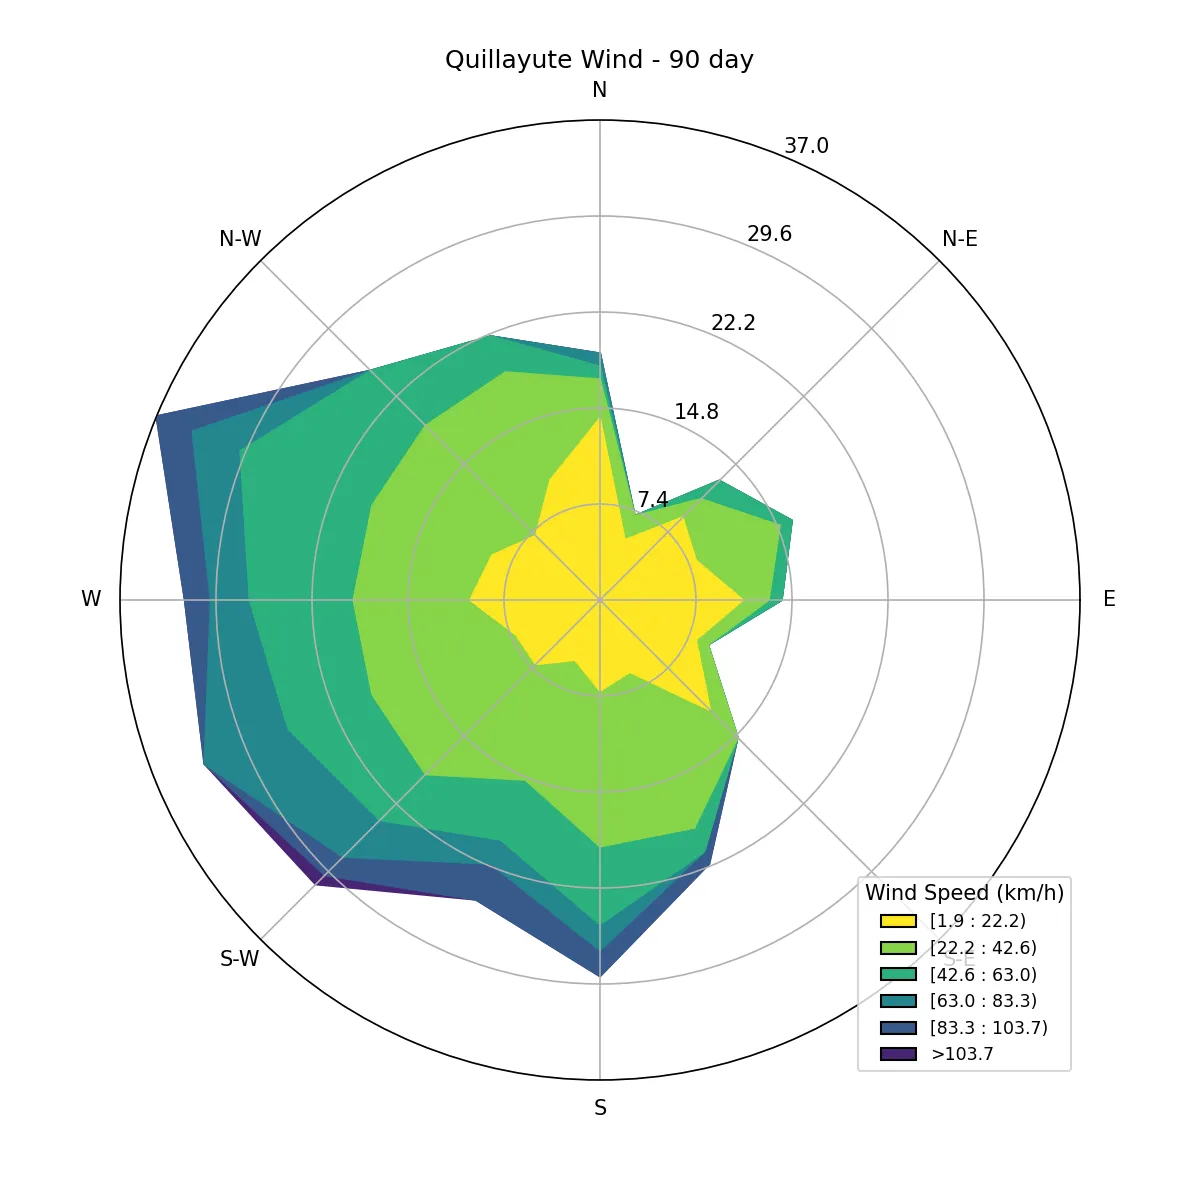 Quillayute Wind - 90 day
N
37.0
29.6
N-W
N-E
22.2
14.8
7.4
W
E
Wind Speed (km/h)
[1.9 : 22.2)
[22.2 : 42.6)
S-W
S-E
[42.6 : 63.0)
[63.0 : 83.3)
[83.3 : 103.7)
>103.7
S